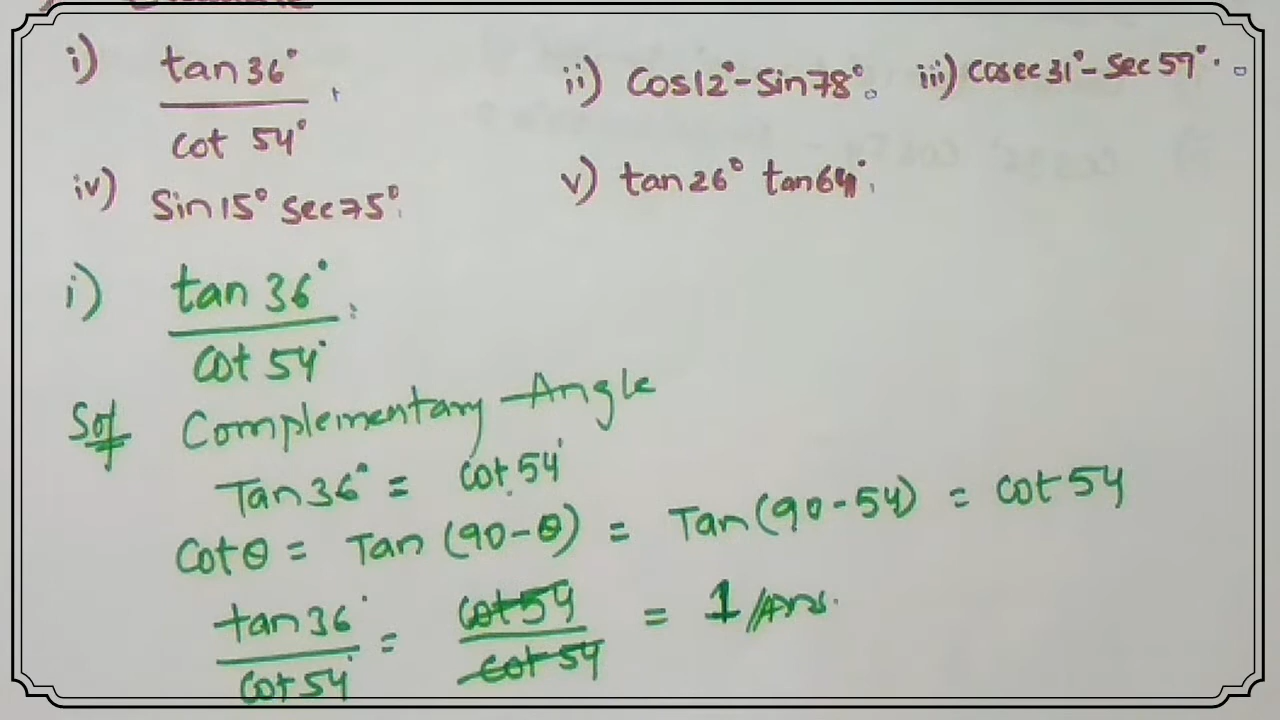 i) tan 36° / cot 54°
ii) Cos 12° - Sin 78°.
iii) Cosec 31° - Sec 59°.
iv) Sin 15° Sec 75°.
v) tan 26° tan 64°.
i) tan 36° / Cot 54°
Sol Complementary Angle
Tan 36° = Cot 54°
Cot θ = Tan (90 - θ) = Tan (90 - 54) = Cot 54
tan 36° / Cot 54° = Cot 54 / Cot 54 = 1 // Ans.